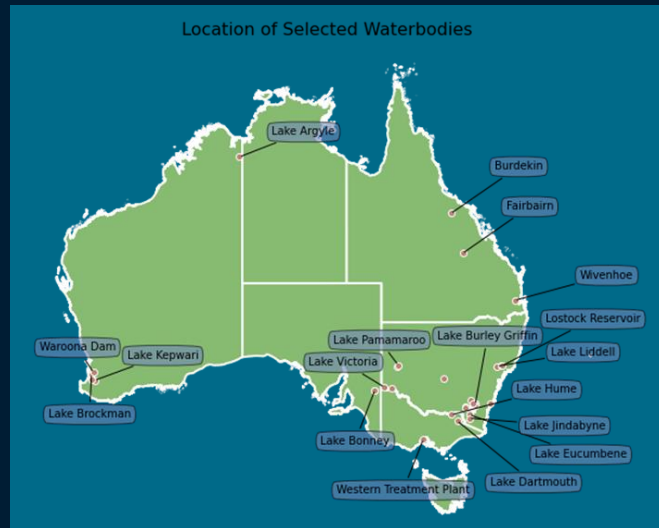 Location of Selected Waterbodies
Lake Argyle
Burdekin
Fairbairn
Wivenhoe
Lostock Reservoir
Lake Pamamaroo
Lake Burley Griffin
Waroona Dam
Lake Kepwari
Lake Liddell
Lake Victoria
Lake Hume
Lake Brockman
Lake Jindabyne
Lake Bonney
Lake Eucumbene
Lake Dartmouth
Western Treatment Plant